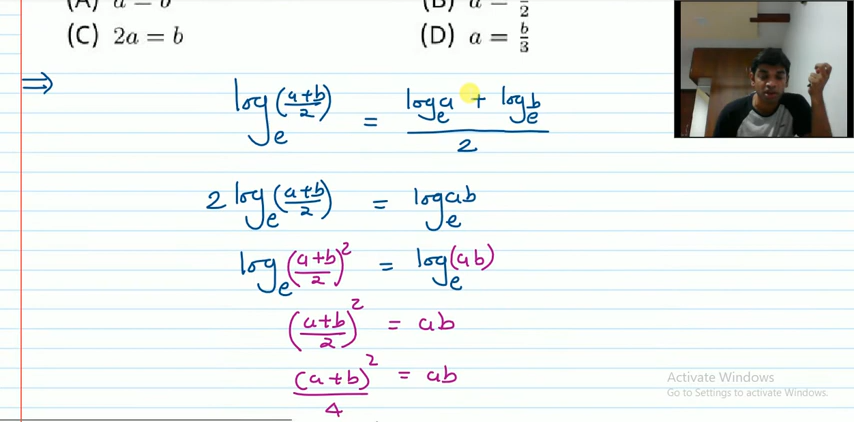 (C) 2a = b (D) a = b/3
⇒ log_e((a+b)/2) = (log_e a + log_e b)/2
2 log_e((a+b)/2) = log_e ab
log_e((a+b)/2)² = log_e(ab)
((a+b)/2)² = ab
(a+b)²/4 = ab
Activate Windows
Go to Settings to activate Windows.